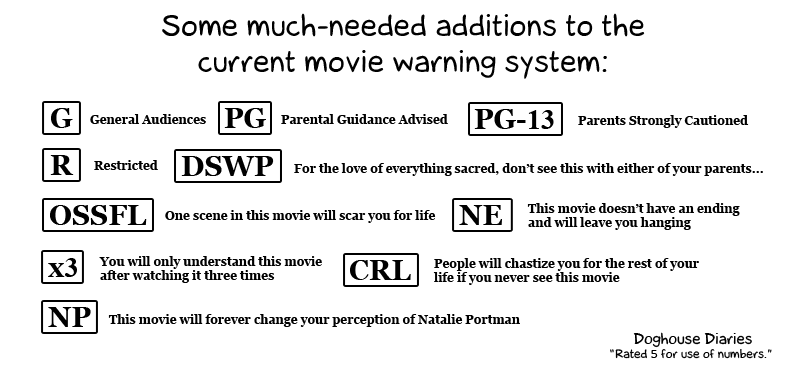 Some much-needed additions to the
current movie warning system:
G General Audiences PG Parental Guidance Advised PG-13 Parents Strongly Cautioned
R Restricted DSWP For the love of everything sacred, don't see this with either of your parents...
OSSFL One scene in this movie will scar you for life NE This movie doesn't have an ending
and will leave you hanging
x3 You will only understand this movie
after watching it three times
CRL People will chastize you for the rest of your
life if you never see this movie
NP This movie will forever change your perception of Natalie Portman
Doghouse Diaries
"Rated 5 for use of numbers."